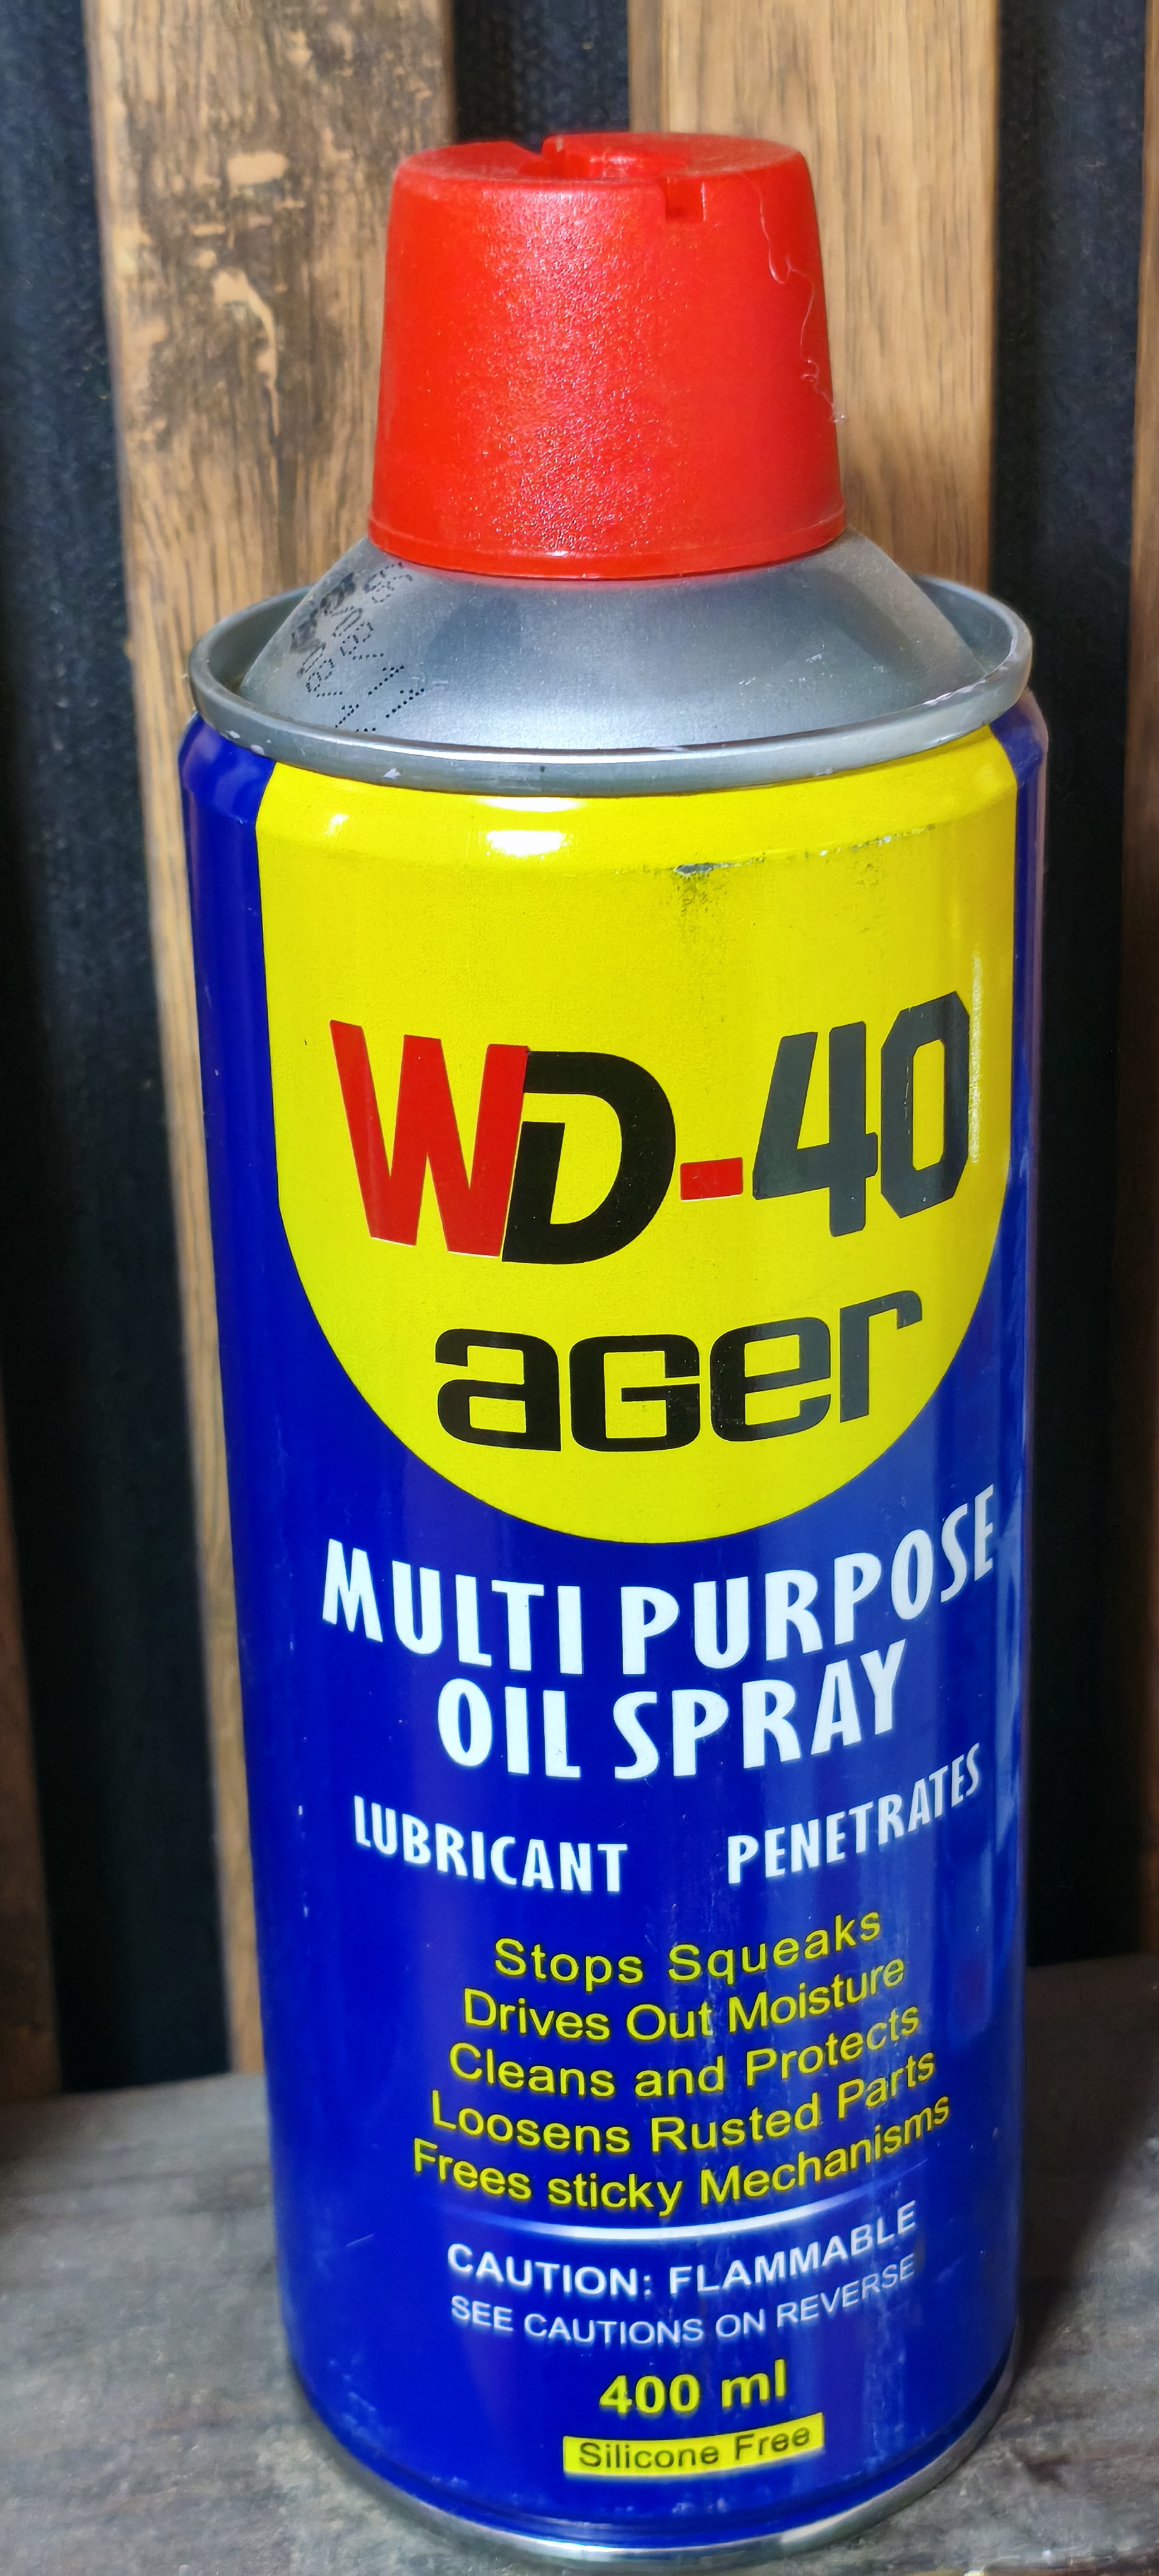 WD-40
ager
MULTI PURPOSE
OIL SPRAY
LUBRICANT PENETRATES
Stops Squeaks
Drives Out Moisture
Cleans and Protects
Loosens Rusted Parts
Frees sticky Mechanisms
CAUTION: FLAMMABLE
SEE CAUTIONS ON REVERSE
400 ml
Silicone Free